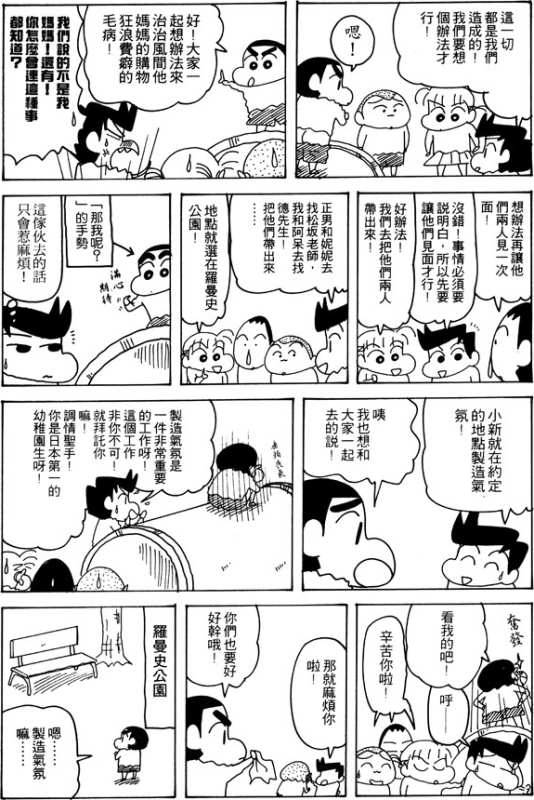 這一切
都是我們
造成的！
我們要想
個辦法才
行！
嗯！
好！大家一
起想辦法來
治治風間他
媽媽的購物
狂浪費癖的
毛病！
我們說的不是我
媽媽！還有！
你怎麼會連這種事
都知道？
想辦法再讓他
們兩人見一次
面！
沒錯！事情必須要
說明白，所以先要
讓他們見面才行！
好辦法！
我們去把他們兩人
帶出來！
正男和妮妮去
找松坂老師，
我和阿呆去找
德先生！
把他們帶出來
……
地點就選在羅曼史
公園！
滿心
期待
「那我呢？
」的手勢
這傢伙去的話
只會惹麻煩！
小新就在約定
的地點製造氣
氛！
咦
我也想和
大家一起
去的說！
製造氣氛是
一件非常重要
的工作呀！
這個工作
非你不可！
就拜託你
嘛！
調情聖手！
你是日本第一的
幼稚園生呀！
奮發！
看我的吧！
呼——
辛苦你啦！
那就麻煩你
啦！
你們也要好
好幹哦！
羅曼史公園
嗯……
製造氣氛
嘛……